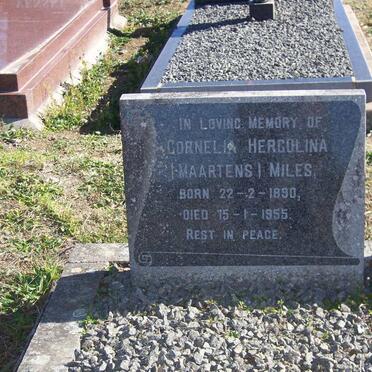 IN LOVING MEMORY OF
CORNELIA HERCULINA
(MAARTENS) MILES,
BORN 22-2-1890,
DIED 15-1-1955.
REST IN PEACE.